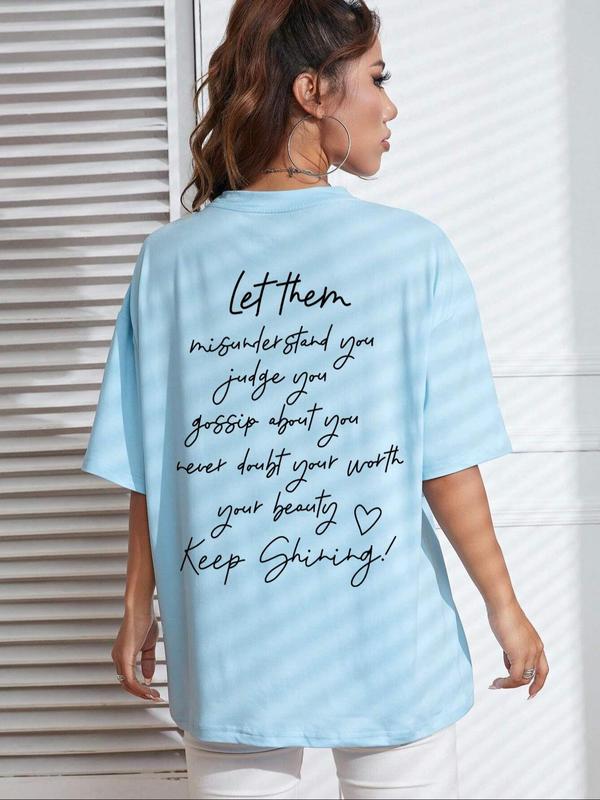 Let them
misunderstand you
judge you
gossip about you
never doubt your worth
your beauty
Keep Shining!